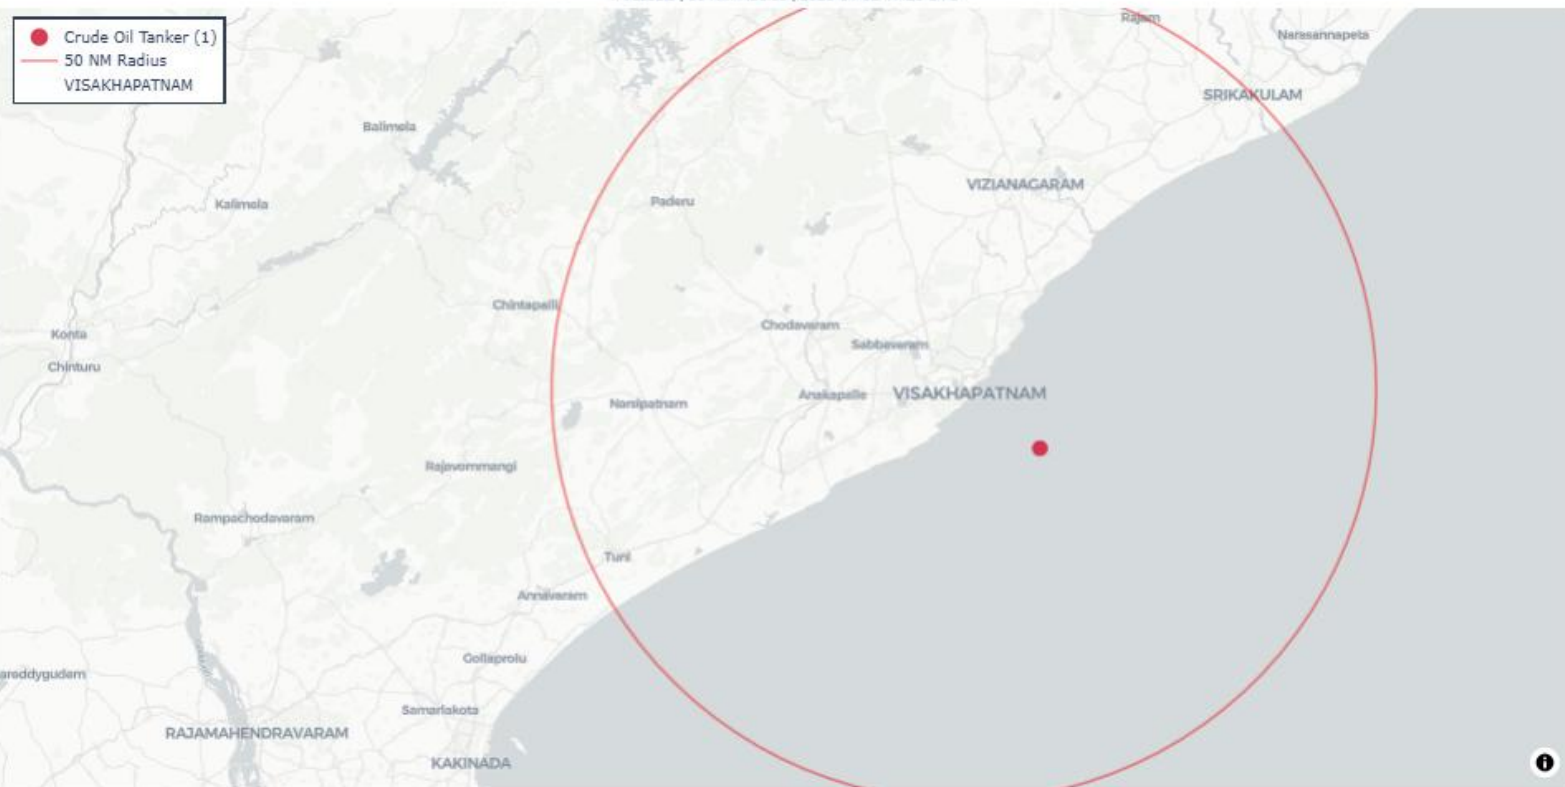 Crude Oil Tanker (1)
50 NM Radius
VISAKHAPATNAM
Rajam
Narasannapeta
SRIKAKULAM
Balimela
VIZIANAGARAM
Paderu
Kalimela
Chintapalli
Chodavaram
Konta
Sabbavaram
Chinturu
VISAKHAPATNAM
Anakapalle
Narsipatnam
Rajavommangi
Rampachodavaram
Tuni
Annavaram
Gollaprolu
areddygudem
Samarlakota
RAJAMAHENDRAVARAM
KAKINADA